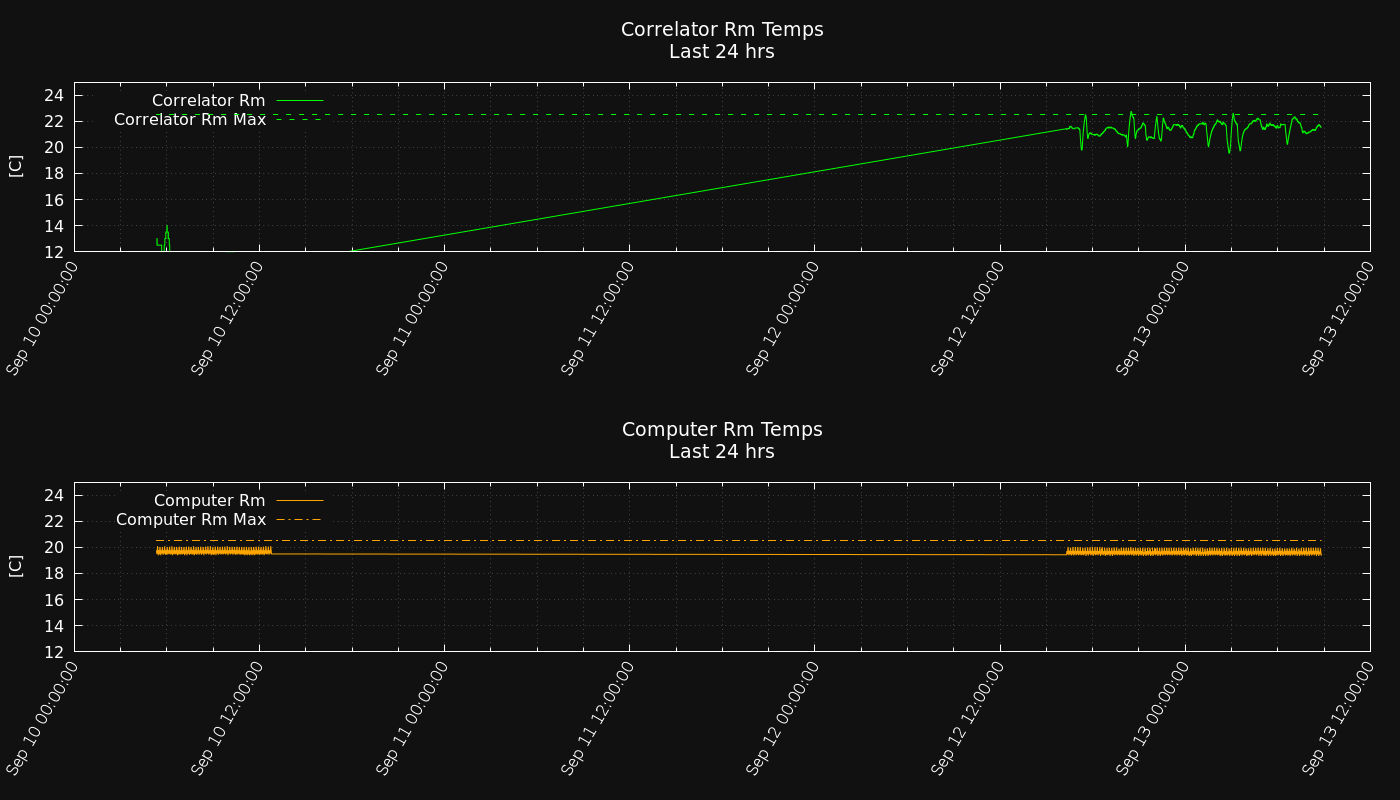 Correlator Rm Temps
Last 24 hrs
Correlator Rm
Correlator Rm Max
[C]
24
22
20
18
16
14
12
Sep 10 00:00:00
Sep 10 12:00:00
Sep 11 00:00:00
Sep 11 12:00:00
Sep 12 00:00:00
Sep 12 12:00:00
Sep 13 00:00:00
Sep 13 12:00:00
Computer Rm Temps
Last 24 hrs
Computer Rm
Computer Rm Max
[C]
24
22
20
18
16
14
12
Sep 10 00:00:00
Sep 10 12:00:00
Sep 11 00:00:00
Sep 11 12:00:00
Sep 12 00:00:00
Sep 12 12:00:00
Sep 13 00:00:00
Sep 13 12:00:00